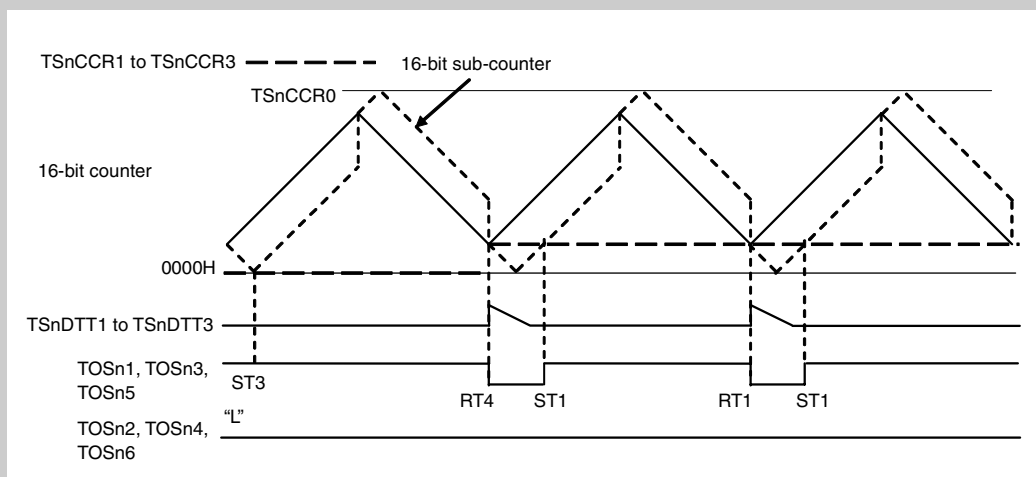 TSnCCR1 to TSnCCR3
16-bit sub-counter
TSnCCR0
16-bit counter
0000H
TSnDTT1 to TSnDTT3
TOSn1, TOSn3,
TOSn5
ST3
RT4
ST1
RT1
ST1
"L"
TOSn2, TOSn4,
TOSn6